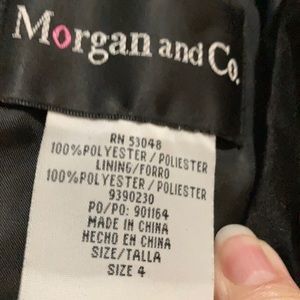 Morgan and Co.
RN 53048
100%POLYESTER / POLIESTER
LINING/FORRO
100%POLYESTER / POLIESTER
9390230
PO/PO: 901164
MADE IN CHINA
HECHO EN CHINA
SIZE/TALLA
SIZE 4